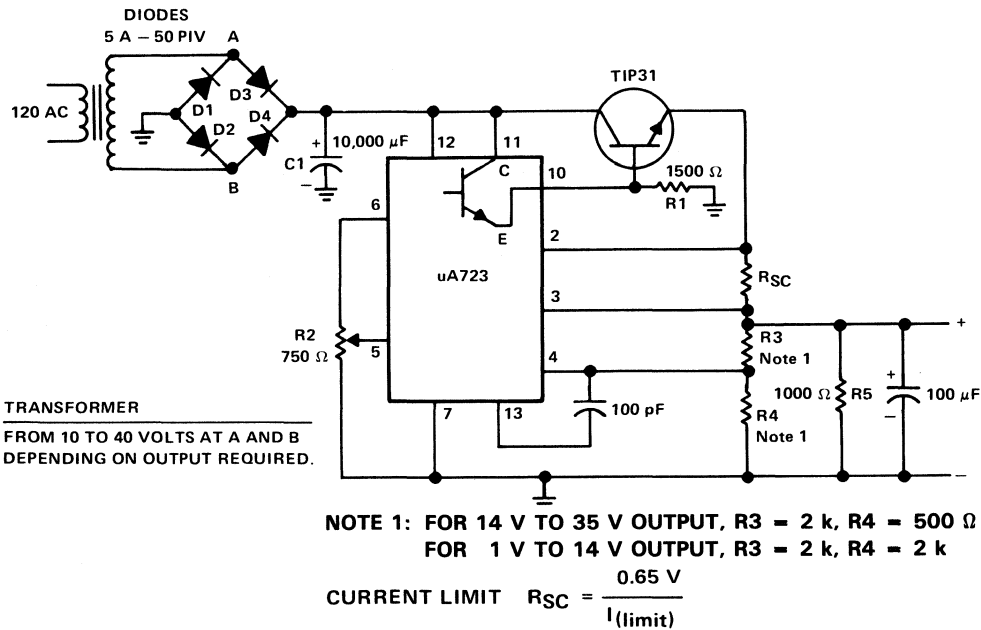 DIODES
5 A – 50 PIV
A
D1
D3
D2
D4
B
120 AC
+
10,000 µF
C1
–
TIP31
12
11
C
10
1500 Ω
R1
E
6
2
uA723
RSC
3
+
R2
750 Ω
5
4
R3
Note 1
1000 Ω
R5
+
100 µF
–
100 pF
R4
Note 1
7
13
–
TRANSFORMER
FROM 10 TO 40 VOLTS AT A AND B
DEPENDING ON OUTPUT REQUIRED.
NOTE 1: FOR 14 V TO 35 V OUTPUT, R3 = 2 k, R4 = 500 Ω
FOR 1 V TO 14 V OUTPUT, R3 = 2 k, R4 = 2 k
CURRENT LIMIT RSC = 0.65 V / I(limit)